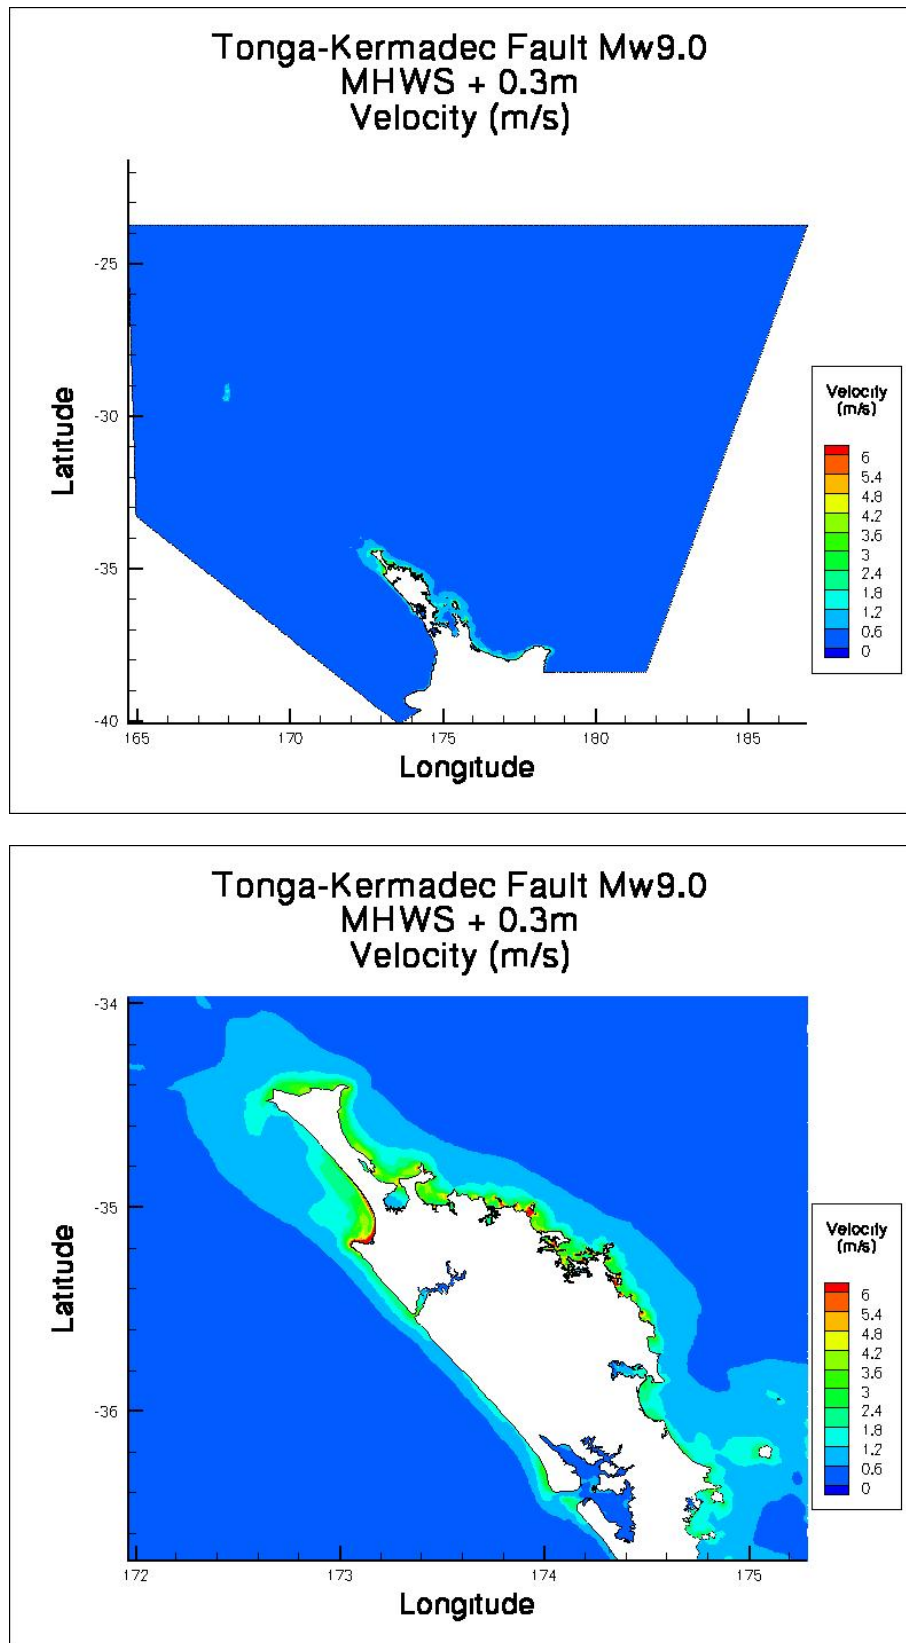 Tonga-Kermadec Fault Mw9.0
MHWS + 0.3m
Velocity (m/s)
Latitude
-25
-30
-35
-40
165
170
175
180
185
Longitude
Velocity
(m/s)
6
5.4
4.8
4.2
3.6
3
2.4
1.8
1.2
0.6
0
Tonga-Kermadec Fault Mw9.0
MHWS + 0.3m
Velocity (m/s)
Latitude
-34
-35
-36
172
173
174
175
Longitude
Velocity
(m/s)
6
5.4
4.8
4.2
3.6
3
2.4
1.8
1.2
0.6
0